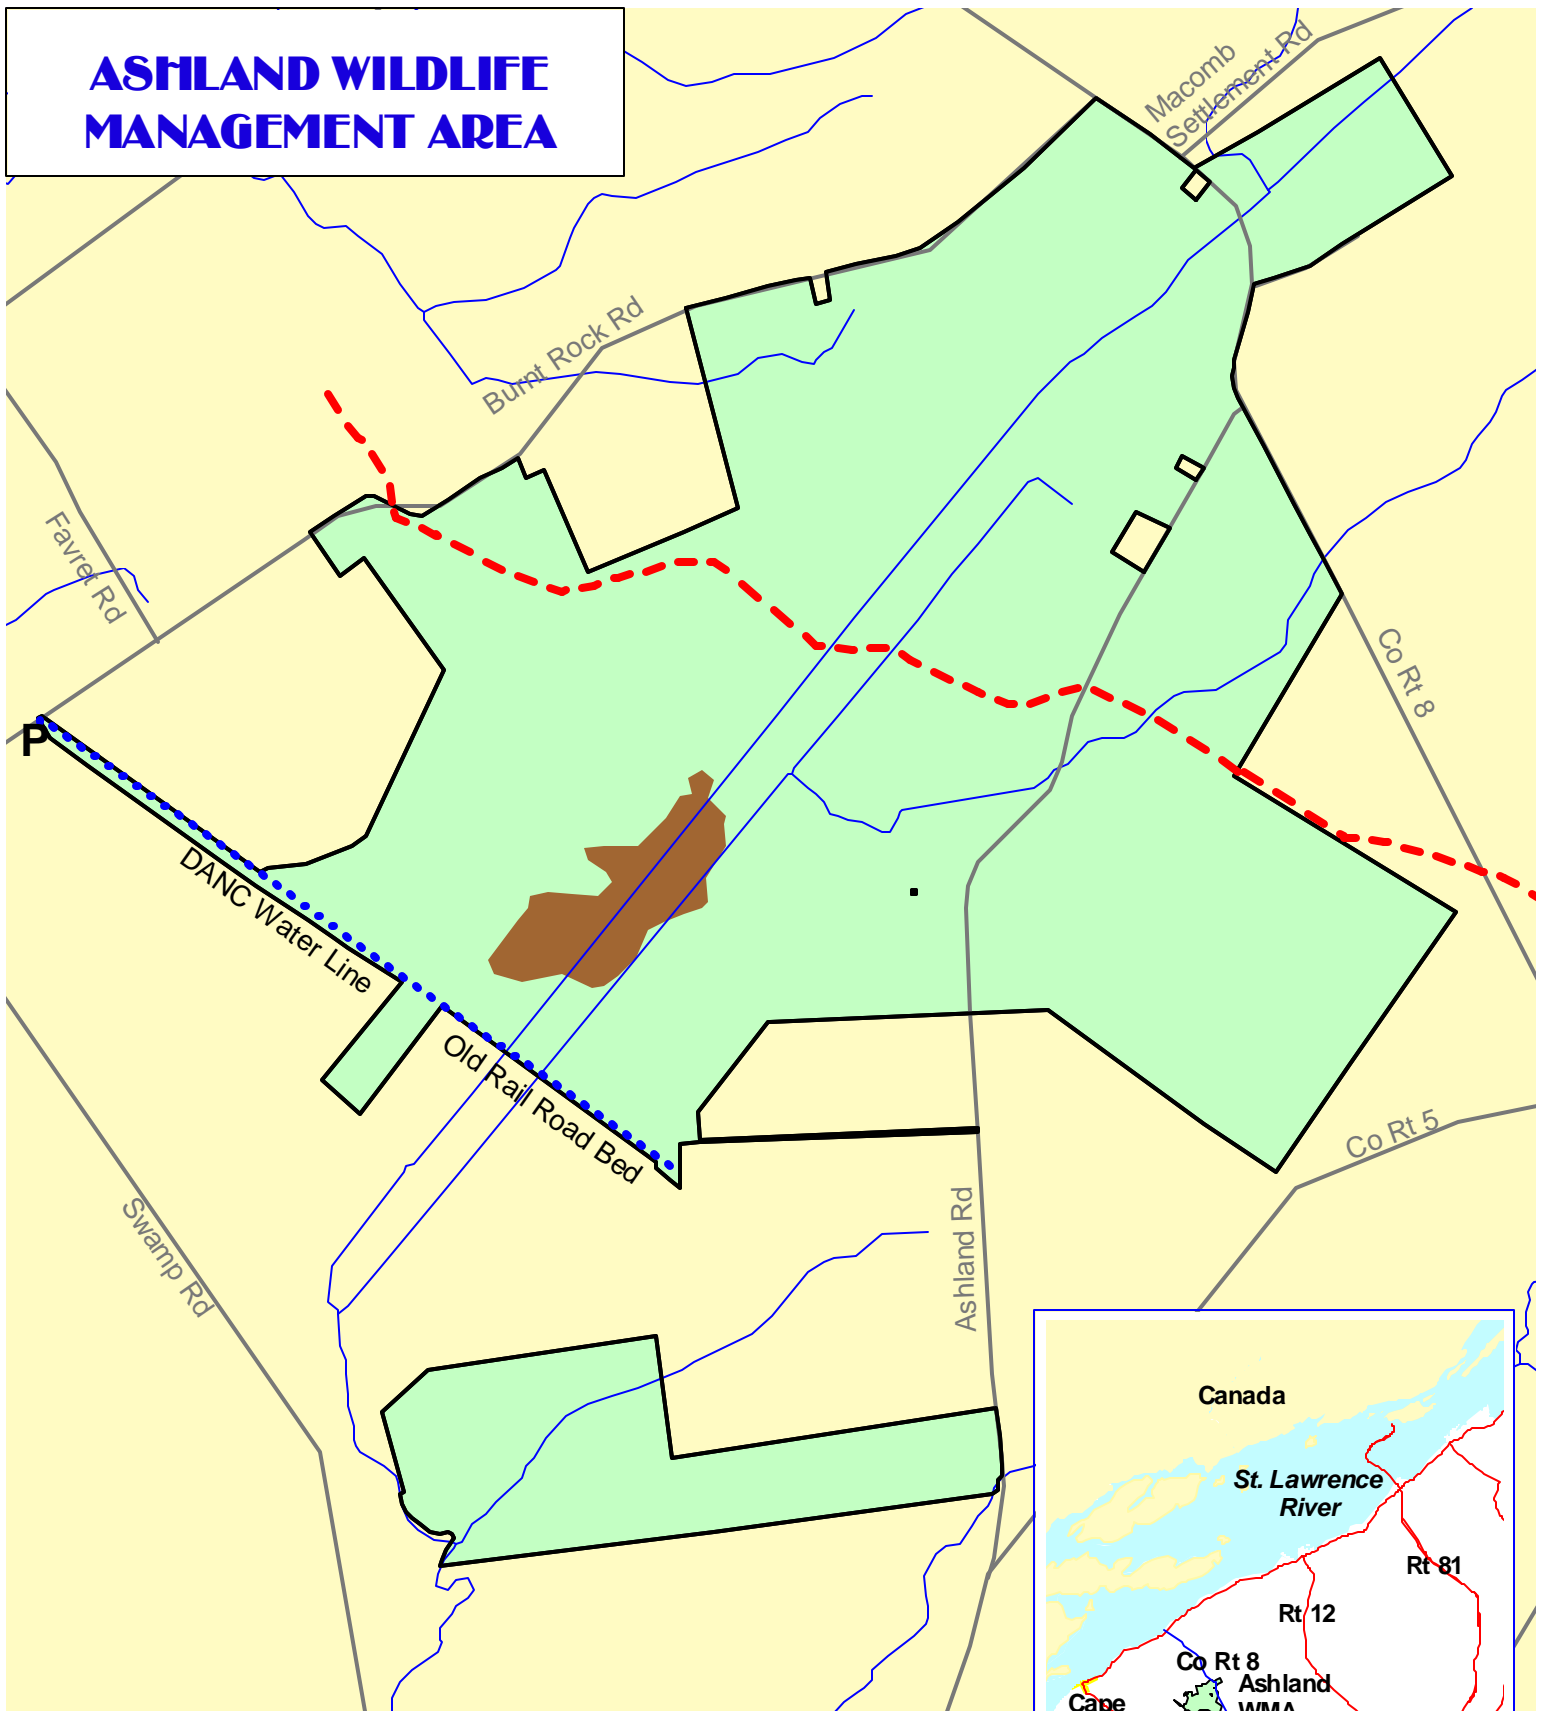 ASHLAND WILDLIFE
MANAGEMENT AREA
Macomb
Settlement Rd
Burnt Rock Rd
Favret Rd
Co Rt 8
P
DANC Water Line
Old Rail Road Bed
Co Rt 5
Swamp Rd
Ashland Rd
Canada
St. Lawrence
River
Rt 81
Rt 12
Co Rt 8
Ashland
WMA
Cape